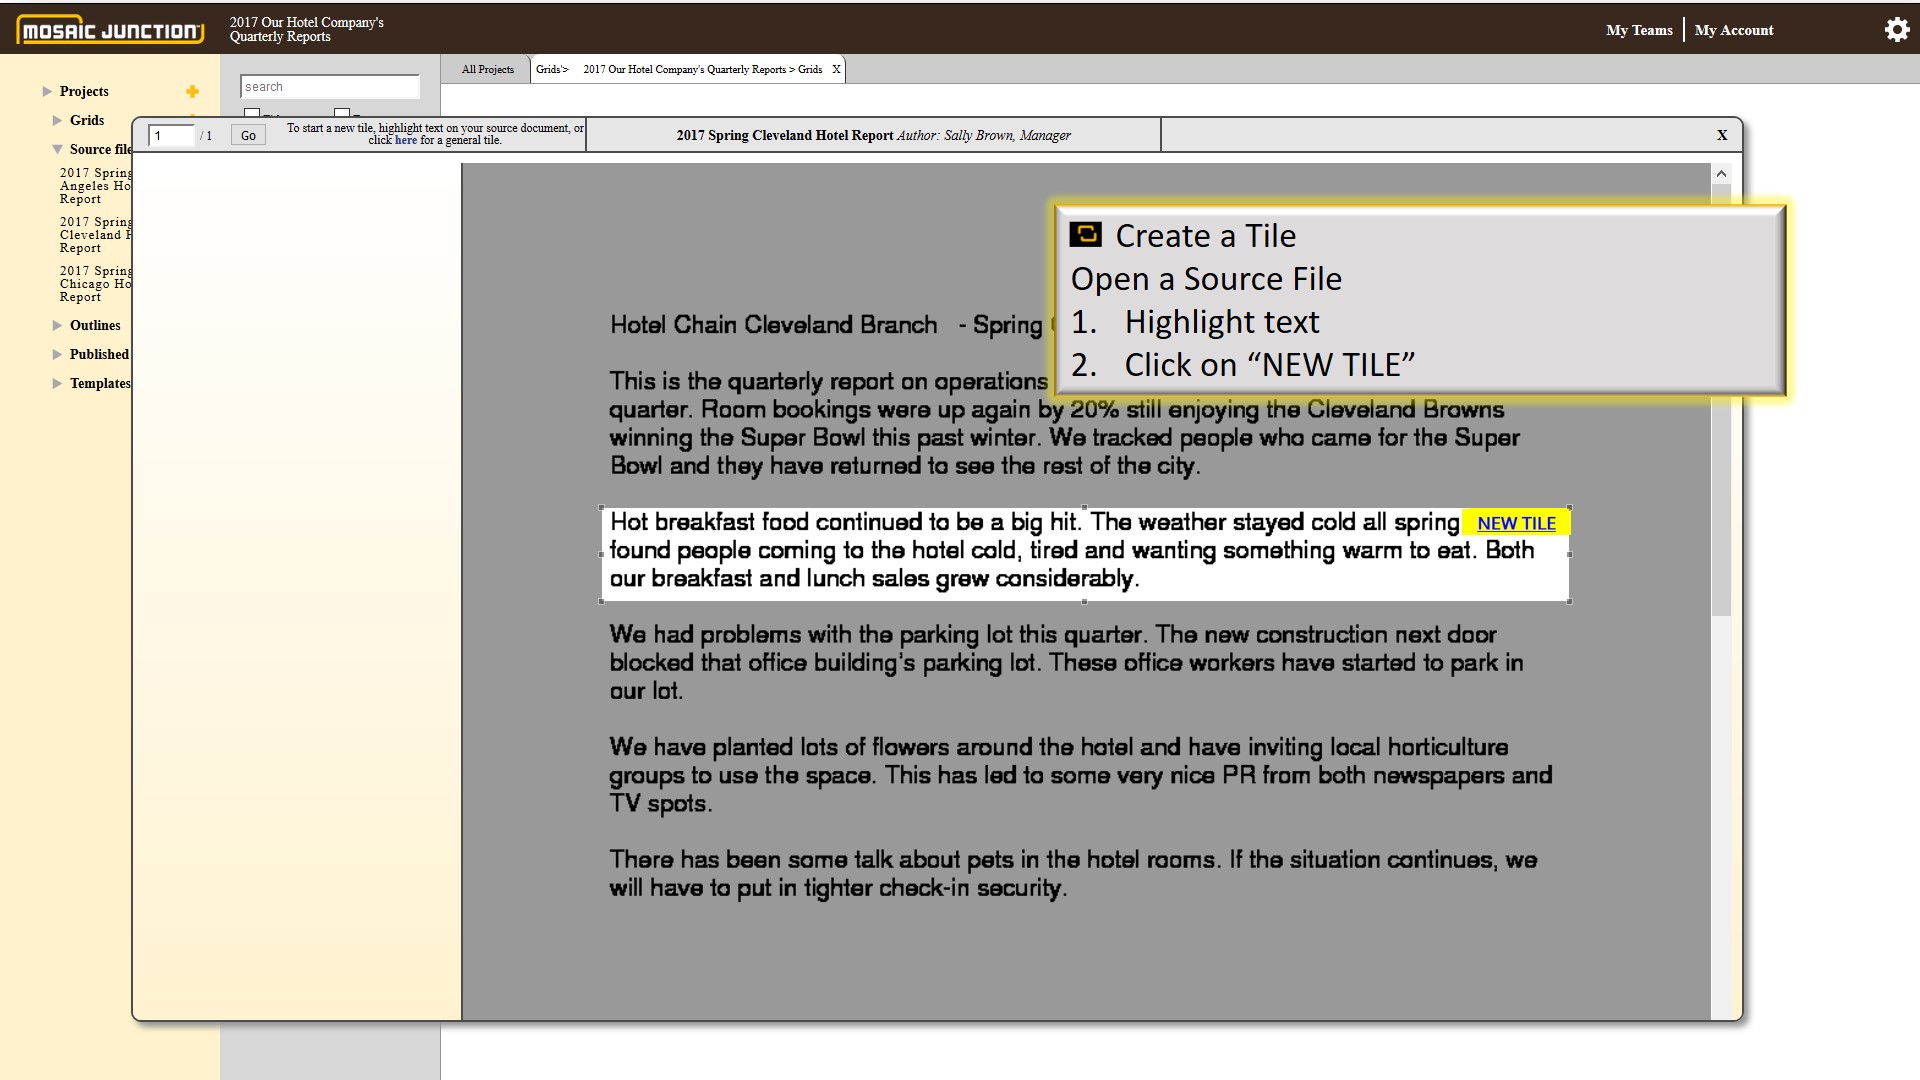 MOSAIC JUNCTION
2017 Our Hotel Company's
Quarterly Reports
My Teams
My Account
Projects
Grids
Source file
2017 Spring
Angeles Ho
Report
2017 Spring
Cleveland H
Report
2017 Spring
Chicago Ho
Report
Outlines
Published
Templates
search
All Projects
Grids'> 2017 Our Hotel Company's Quarterly Reports > Grids X
1 / 1 Go
To start a new tile, highlight text on your source document, or
click here for a general tile.
2017 Spring Cleveland Hotel Report Author: Sally Brown, Manager
X
Create a Tile
Open a Source File
1. Highlight text
2. Click on “NEW TILE”
Hotel Chain Cleveland Branch - Spring
This is the quarterly report on operations
quarter. Room bookings were up again by 20% still enjoying the Cleveland Browns
winning the Super Bowl this past winter. We tracked people who came for the Super
Bowl and they have returned to see the rest of the city.
Hot breakfast food continued to be a big hit. The weather stayed cold all spring NEW TILE
found people coming to the hotel cold, tired and wanting something warm to eat. Both
our breakfast and lunch sales grew considerably.
We had problems with the parking lot this quarter. The new construction next door
blocked that office building's parking lot. These office workers have started to park in
our lot.
We have planted lots of flowers around the hotel and have inviting local horticulture
groups to use the space. This has led to some very nice PR from both newspapers and
TV spots.
There has been some talk about pets in the hotel rooms. If the situation continues, we
will have to put in tighter check-in security.